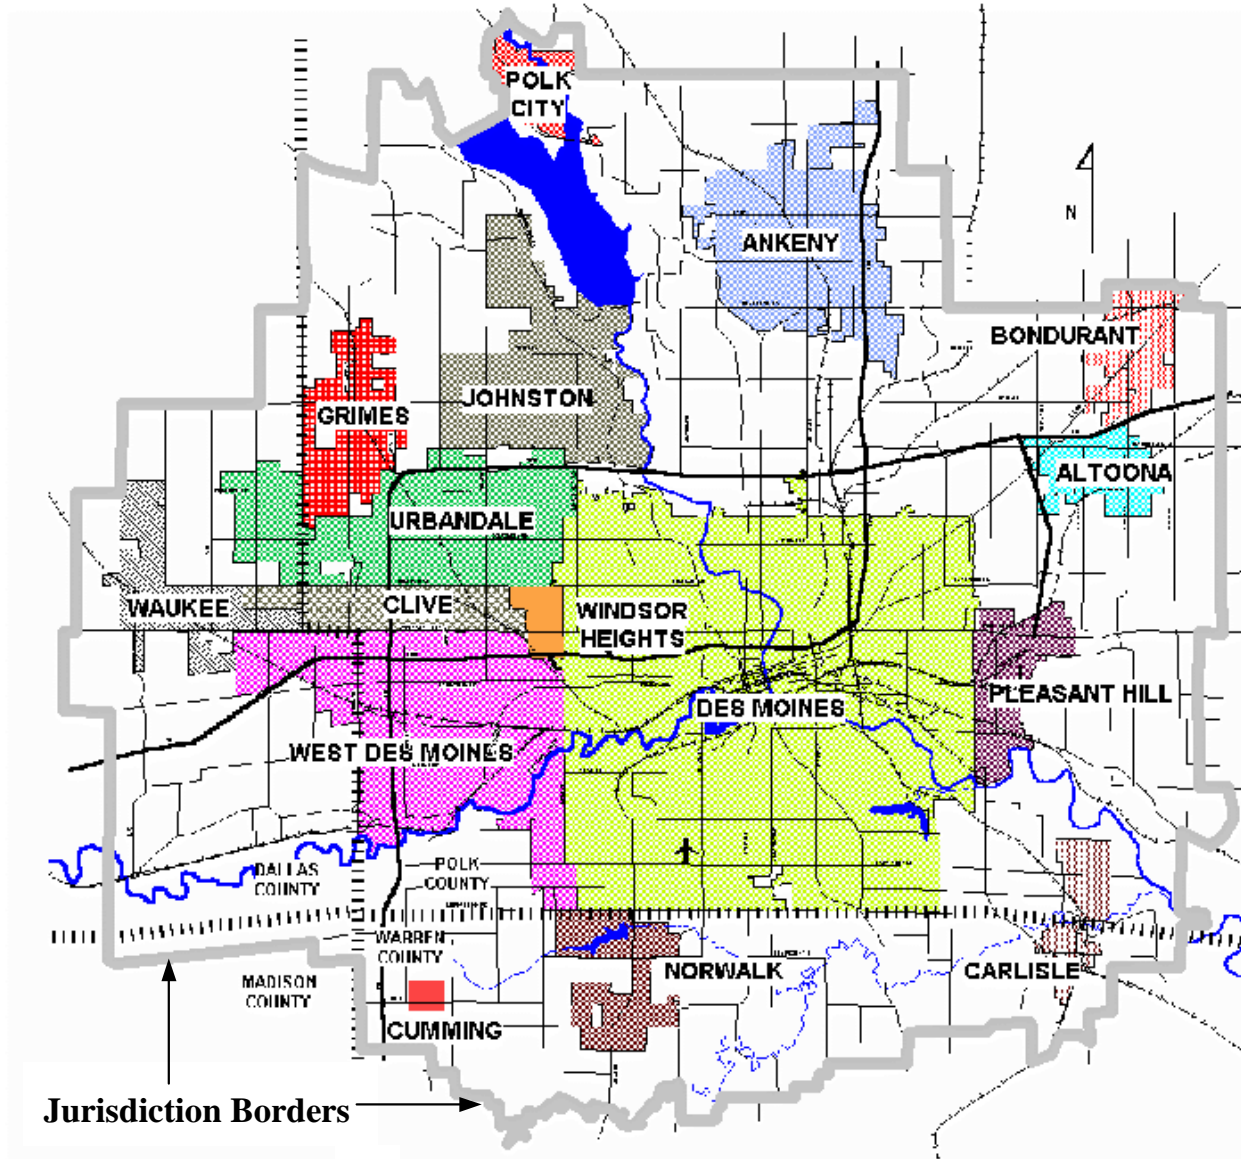 POLK
CITY
N
ANKENY
BONDURANT
JOHNSTON
GRIMES
ALTOONA
URBANDALE
WAUKEE
CLIVE
WINDSOR
HEIGHTS
PLEASANT HILL
DES MOINES
WEST DES MOINES
DALLAS
COUNTY
POLK
COUNTY
WARREN
COUNTY
MADISON
COUNTY
NORWALK
CARLISLE
CUMMING
Jurisdiction Borders